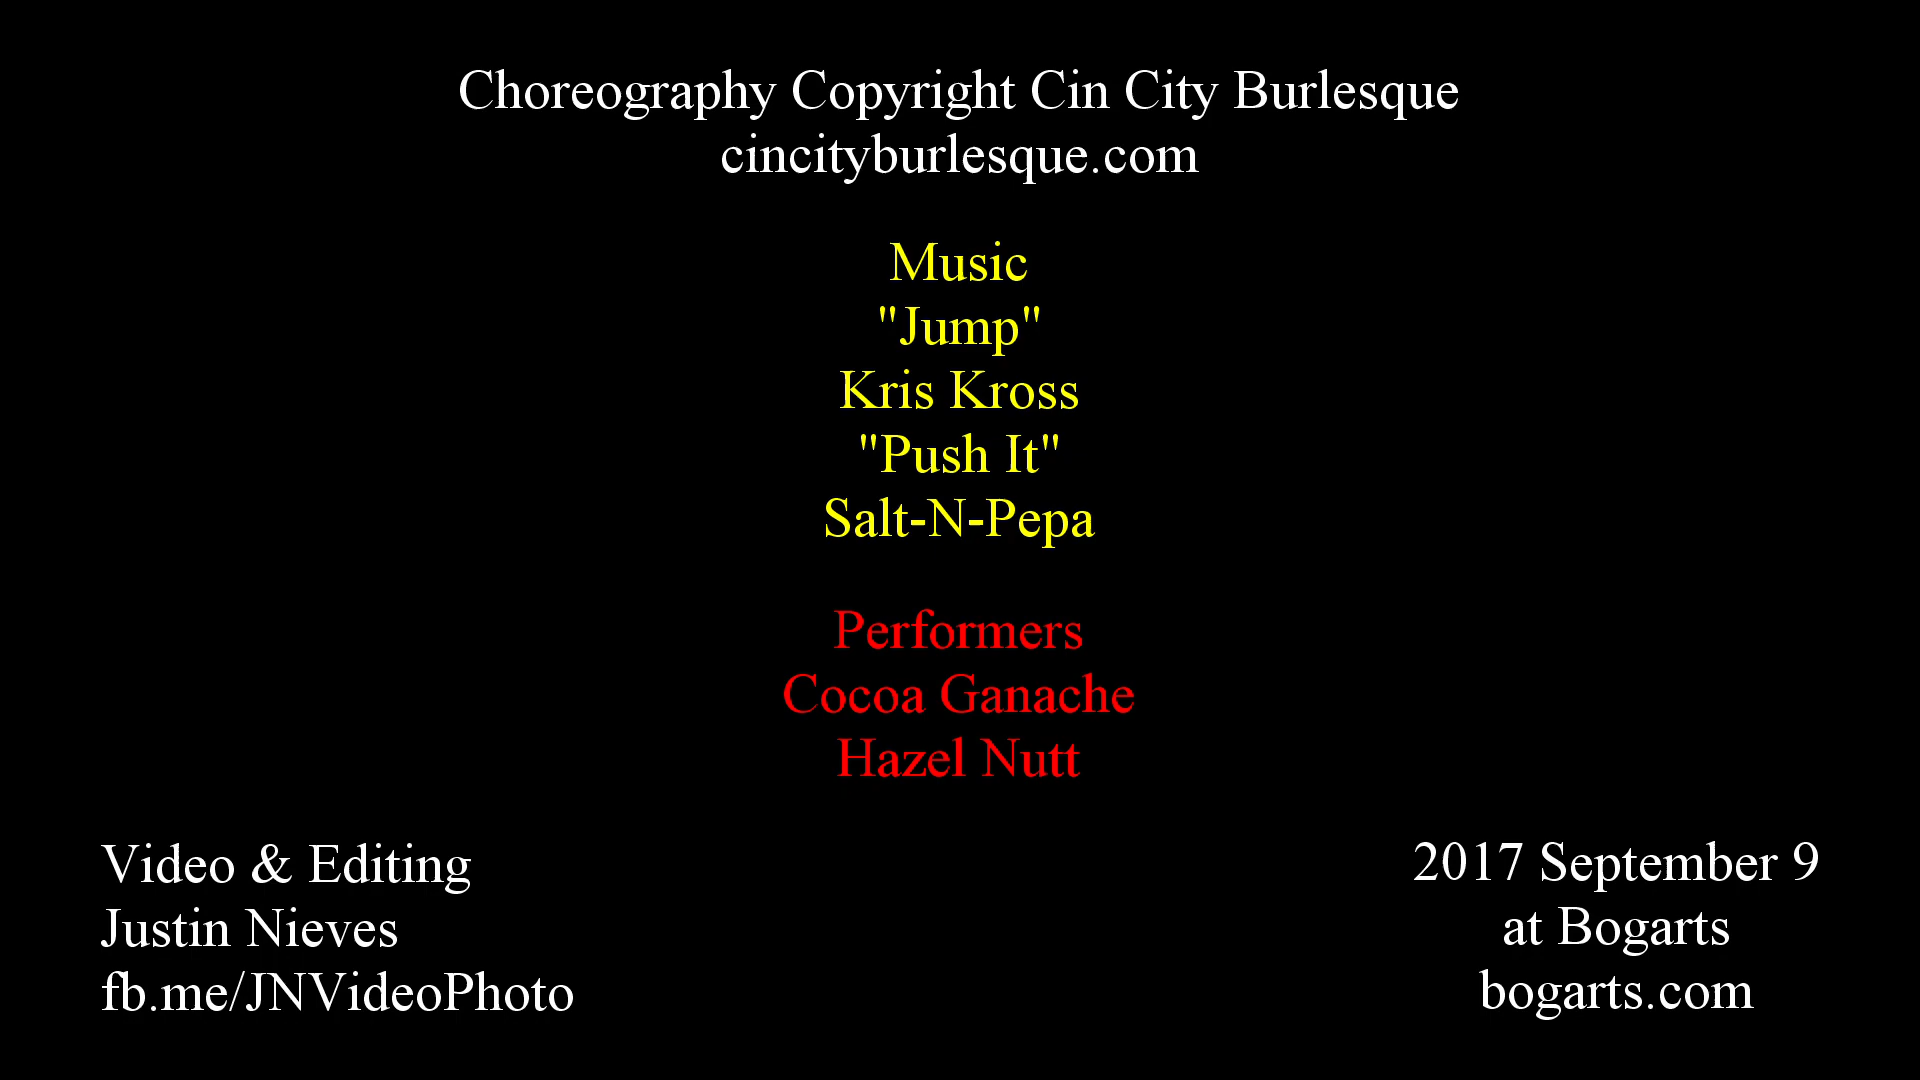 Choreography Copyright Cin City Burlesque
cincityburlesque.com
Music
"Jump"
Kris Kross
"Push It"
Salt-N-Pepa
Performers
Cocoa Ganache
Hazel Nutt
Video & Editing
Justin Nieves
fb.me/JNVideoPhoto
2017 September 9
at Bogarts
bogarts.com